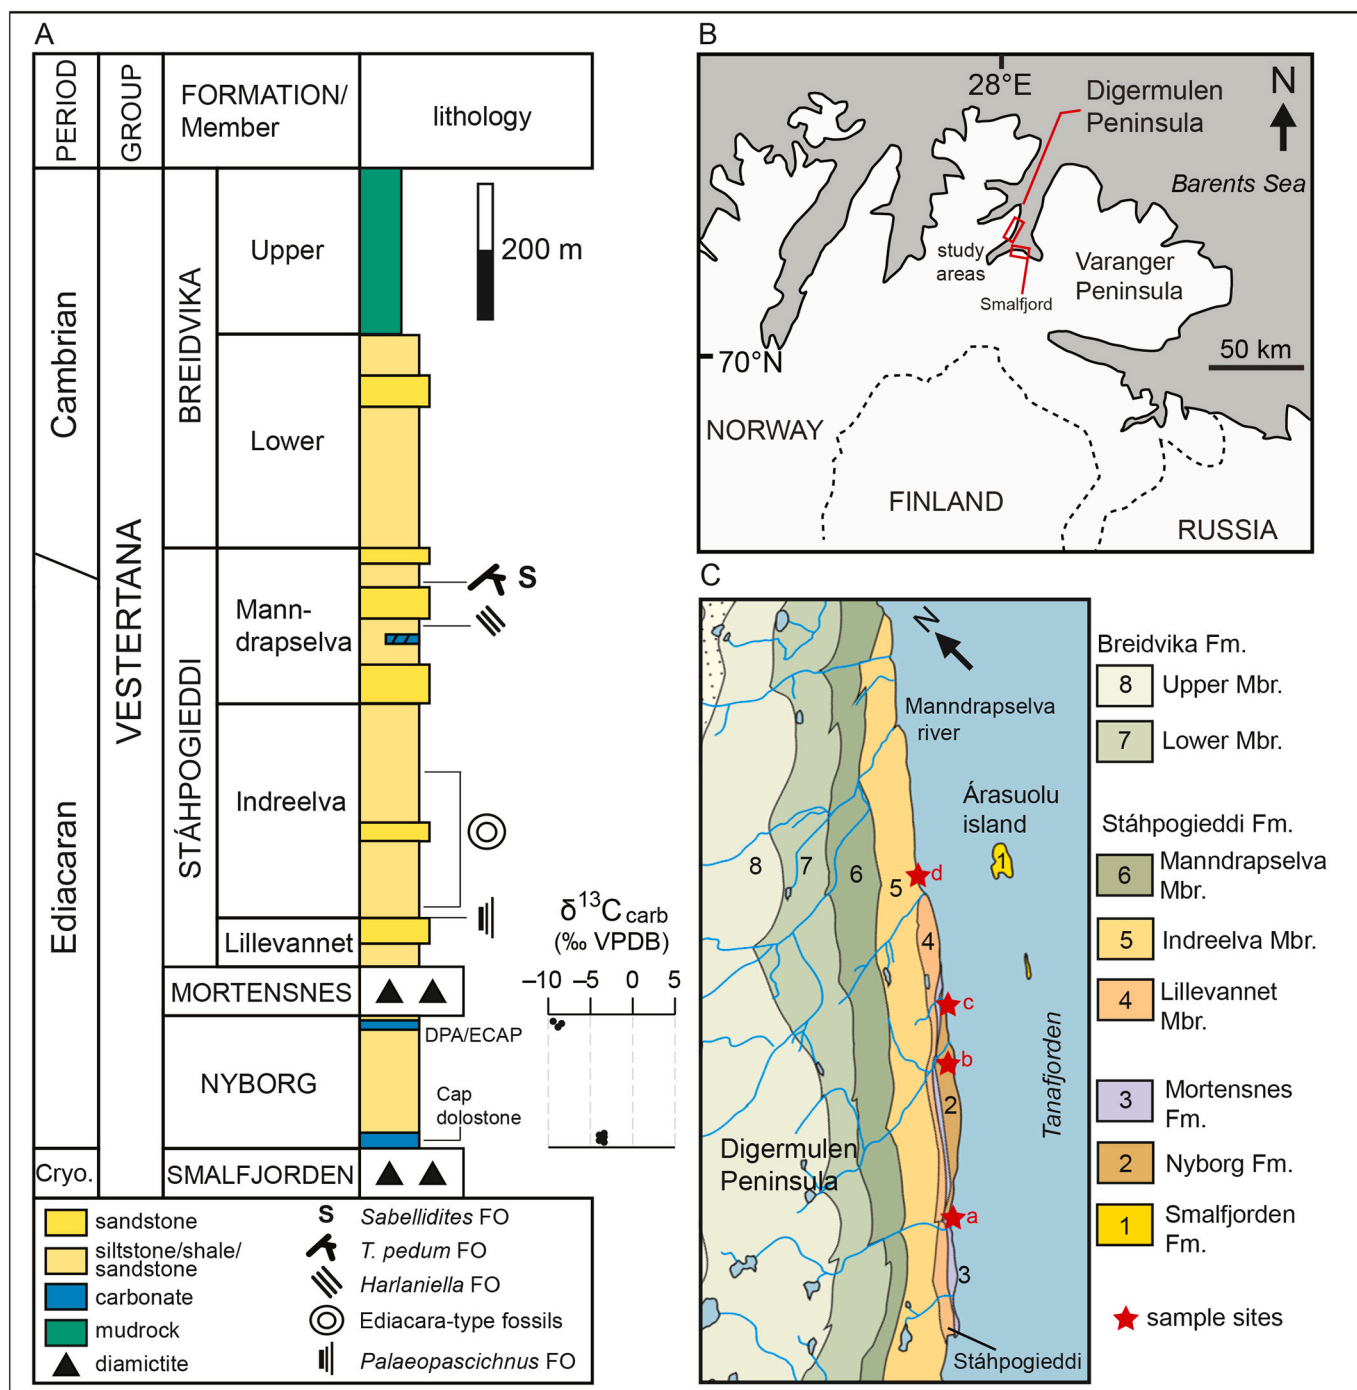 A
PERIOD
GROUP
FORMATION/
Member
lithology
Cambrian
Ediacaran
Cryo.
VESTERTANA
BREIDVIKA
STÁHPOGIEDDI
Upper
Lower
Mann-
drapselva
Indreelva
Lillevannet
MORTENSNES
NYBORG
SMALFJORDEN
200 m
S
DPA/ECAP
Cap
dolostone
δ¹³C carb
(‰ VPDB)
−10 −5 0 5
sandstone
siltstone/shale/
sandstone
carbonate
mudrock
diamictite
S Sabellidites FO
T. pedum FO
Harlaniella FO
Ediacara-type fossils
Palaeopascichnus FO
B
28°E
Digermulen
Peninsula
N
Barents Sea
study
areas
Smalfjord
Varanger
Peninsula
70°N
50 km
NORWAY
FINLAND
RUSSIA
C
N
Manndrapselva
river
Árasuolu
island
1
8 7 6 5 d
4
c
b
2
Tanafjorden
Digermulen
Peninsula
a
3
Stáhpogieddi
Breidvika Fm.
8 Upper Mbr.
7 Lower Mbr.
Stáhpogieddi Fm.
6 Manndrapselva
Mbr.
5 Indreelva Mbr.
4 Lillevannet
Mbr.
3 Mortensnes
Fm.
2 Nyborg Fm.
1 Smalfjorden
Fm.
sample sites